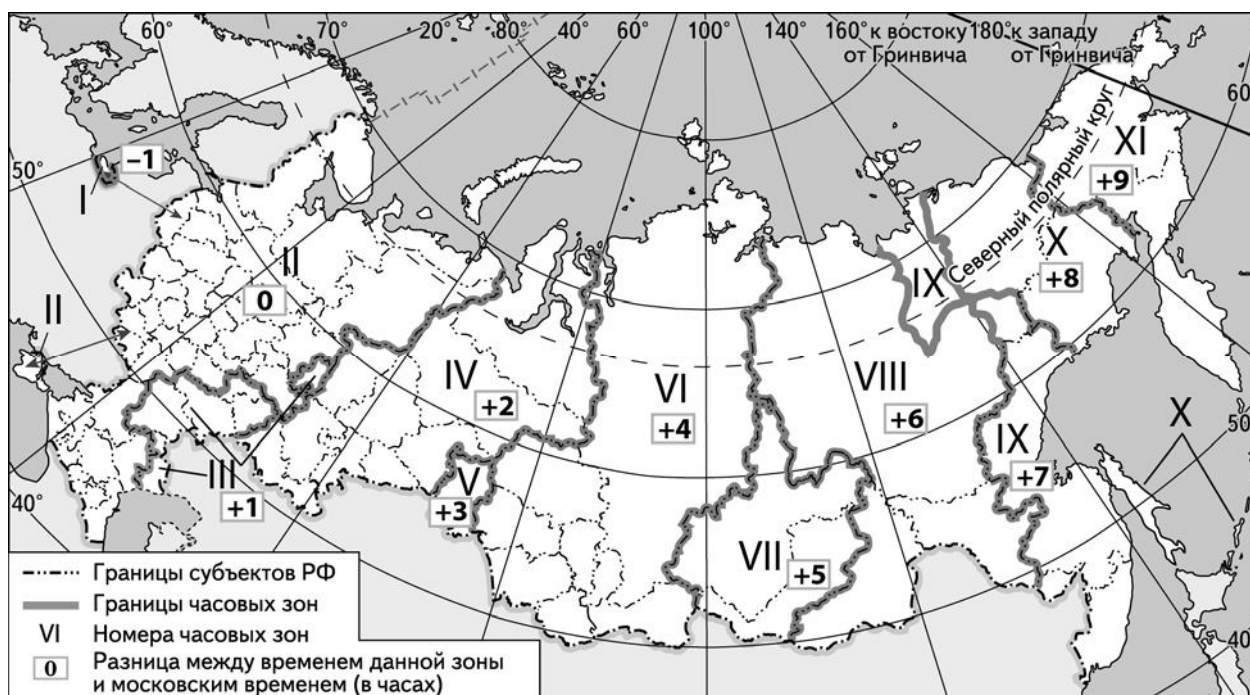 60°
70°
20°
40°
60°
80°
100°
120°
140°
160° к востоку
от Гринвича
180° к западу
от Гринвича
60°
50°
I
−1
Северный полярный круг
XI
+9
II
0
IX
X
+8
II
IV
+2
VI
+4
VIII
+6
50°
X
III
+1
V
+3
IX
+7
40°
VII
+5
40°
Границы субъектов РФ
Границы часовых зон
VI Номера часовых зон
0 Разница между временем данной зоны
и московским временем (в часах)